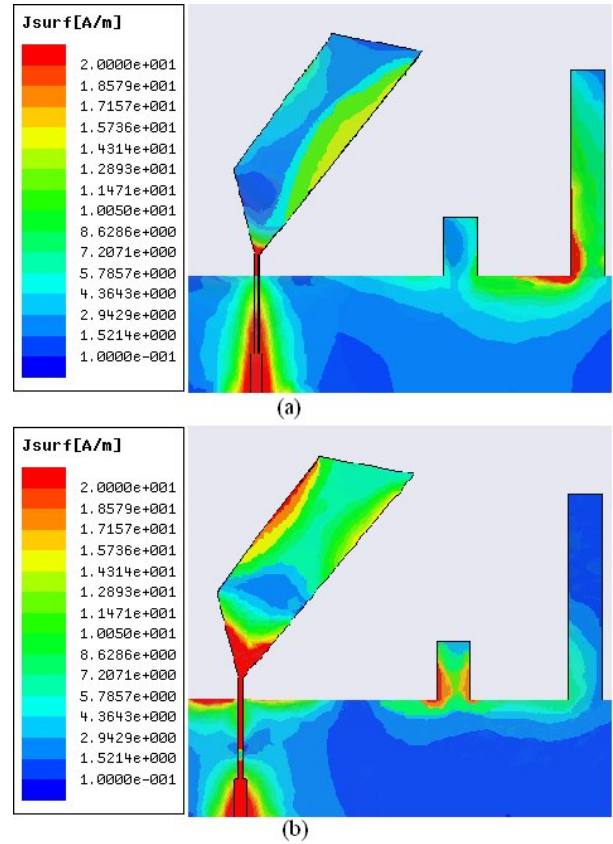 Jsurf[A/m]
2.0000e+001
1.8579e+001
1.7157e+001
1.5736e+001
1.4314e+001
1.2893e+001
1.1471e+001
1.0050e+001
8.6286e+000
7.2071e+000
5.7857e+000
4.3643e+000
2.9429e+000
1.5214e+000
1.0000e-001
(a)
Jsurf[A/m]
2.0000e+001
1.8579e+001
1.7157e+001
1.5736e+001
1.4314e+001
1.2893e+001
1.1471e+001
1.0050e+001
8.6286e+000
7.2071e+000
5.7857e+000
4.3643e+000
2.9429e+000
1.5214e+000
1.0000e-001
(b)